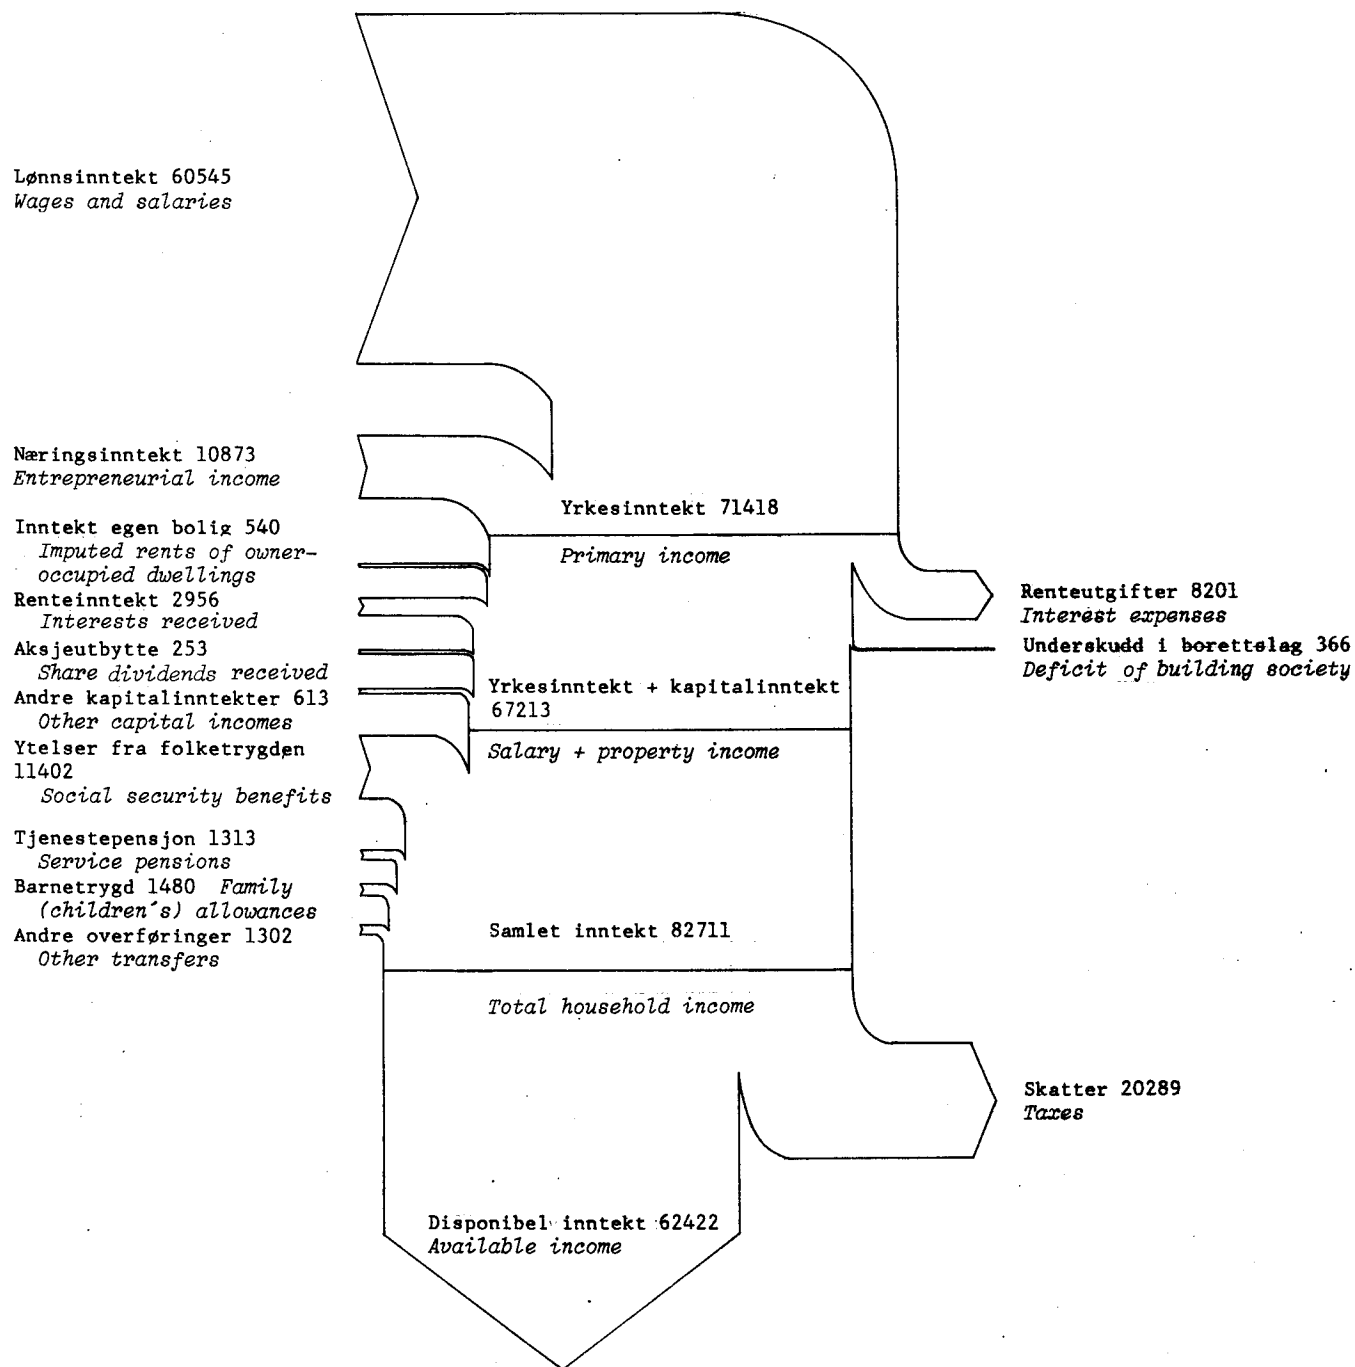 Lønnsinntekt 60545
Wages and salaries
Næringsinntekt 10873
Entrepreneurial income
Yrkesinntekt 71418
Primary income
Inntekt egen bolig 540
Imputed rents of owner-
occupied dwellings
Renteinntekt 2956
Interests received
Renteutgifter 8201
Interest expenses
Aksjeutbytte 253
Share dividends received
Underskudd i borettslag 366
Deficit of building society
Andre kapitalinntekter 613
Other capital incomes
Yrkesinntekt + kapitalinntekt
67213
Salary + property income
Ytelser fra folketrygden
11402
Social security benefits
Tjenestepensjon 1313
Service pensions
Barnetrygd 1480 Family
(children´s) allowances
Andre overføringer 1302
Other transfers
Samlet inntekt 82711
Total household income
Skatter 20289
Taxes
Disponibel inntekt 62422
Available income